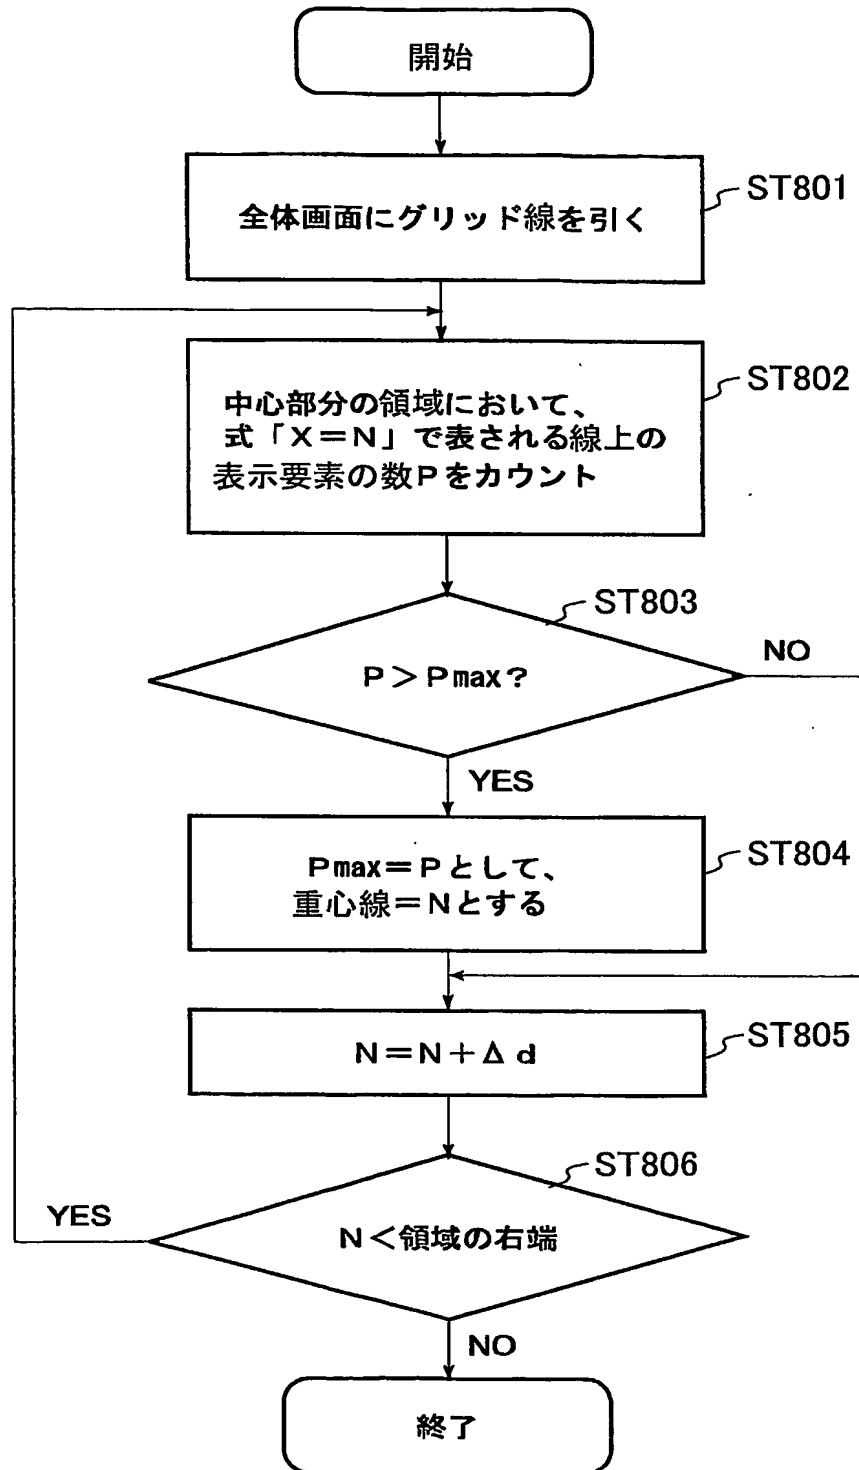 開始
全体画面にグリッド線を引く
ST801
中心部分の領域において、
式「X=N」で表される線上の
表示要素の数Pをカウント
ST802
P>Pmax?
ST803
NO
YES
Pmax=Pとして、
重心線=Nとする
ST804
N=N+Δd
ST805
N<領域の右端
ST806
YES
NO
終了